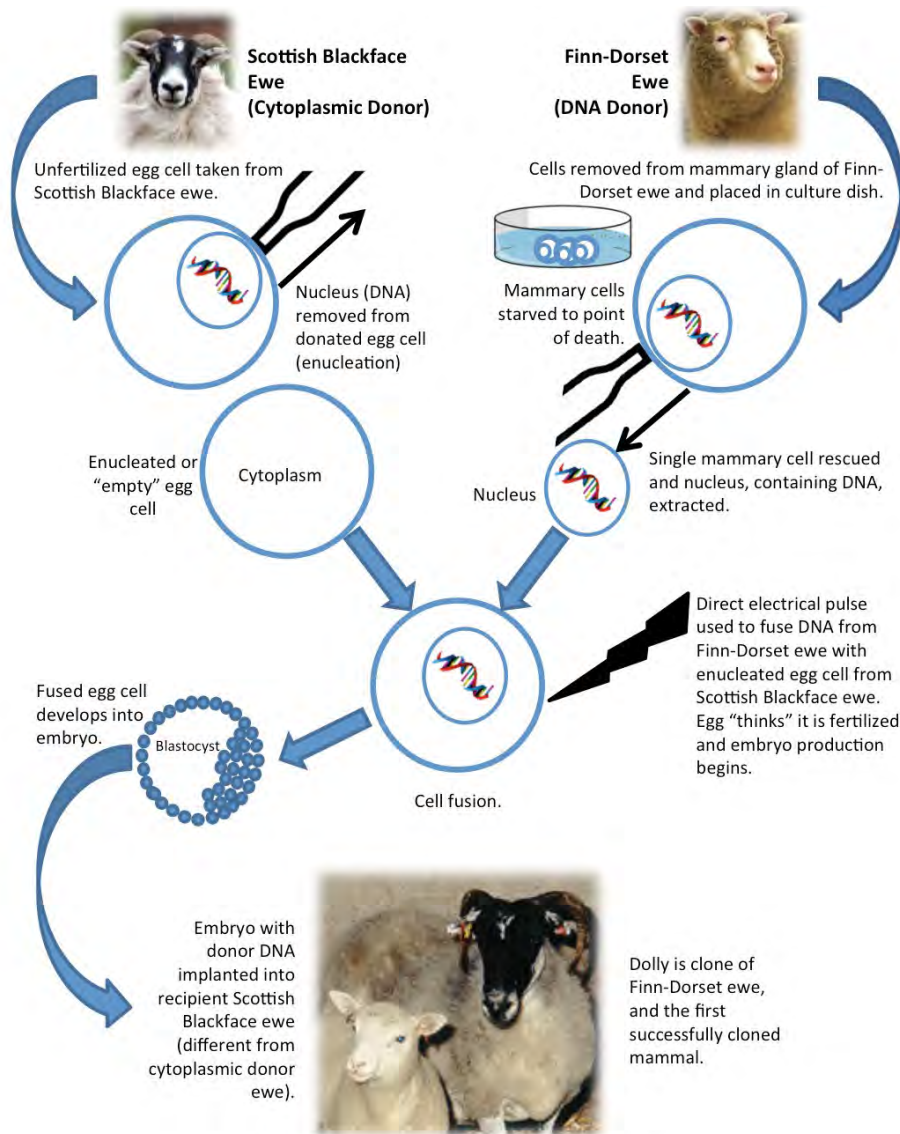 Scottish Blackface
Ewe
(Cytoplasmic Donor)
Finn-Dorset
Ewe
(DNA Donor)
Unfertilized egg cell taken from
Scottish Blackface ewe.
Cells removed from mammary gland of Finn-
Dorset ewe and placed in culture dish.
Nucleus (DNA)
removed from
donated egg cell
(enucleation)
Mammary cells
starved to point
of death.
Enucleated or
“empty” egg
cell
Cytoplasm
Nucleus
Single mammary cell rescued
and nucleus, containing DNA,
extracted.
Direct electrical pulse
used to fuse DNA from
Finn-Dorset ewe with
enucleated egg cell from
Scottish Blackface ewe.
Egg “thinks” it is fertilized
and embryo production
begins.
Fused egg cell
develops into
embryo.
Blastocyst
Cell fusion.
Embryo with
donor DNA
implanted into
recipient Scottish
Blackface ewe
(different from
cytoplasmic donor
ewe).
Dolly is clone of
Finn-Dorset ewe,
and the first
successfully cloned
mammal.